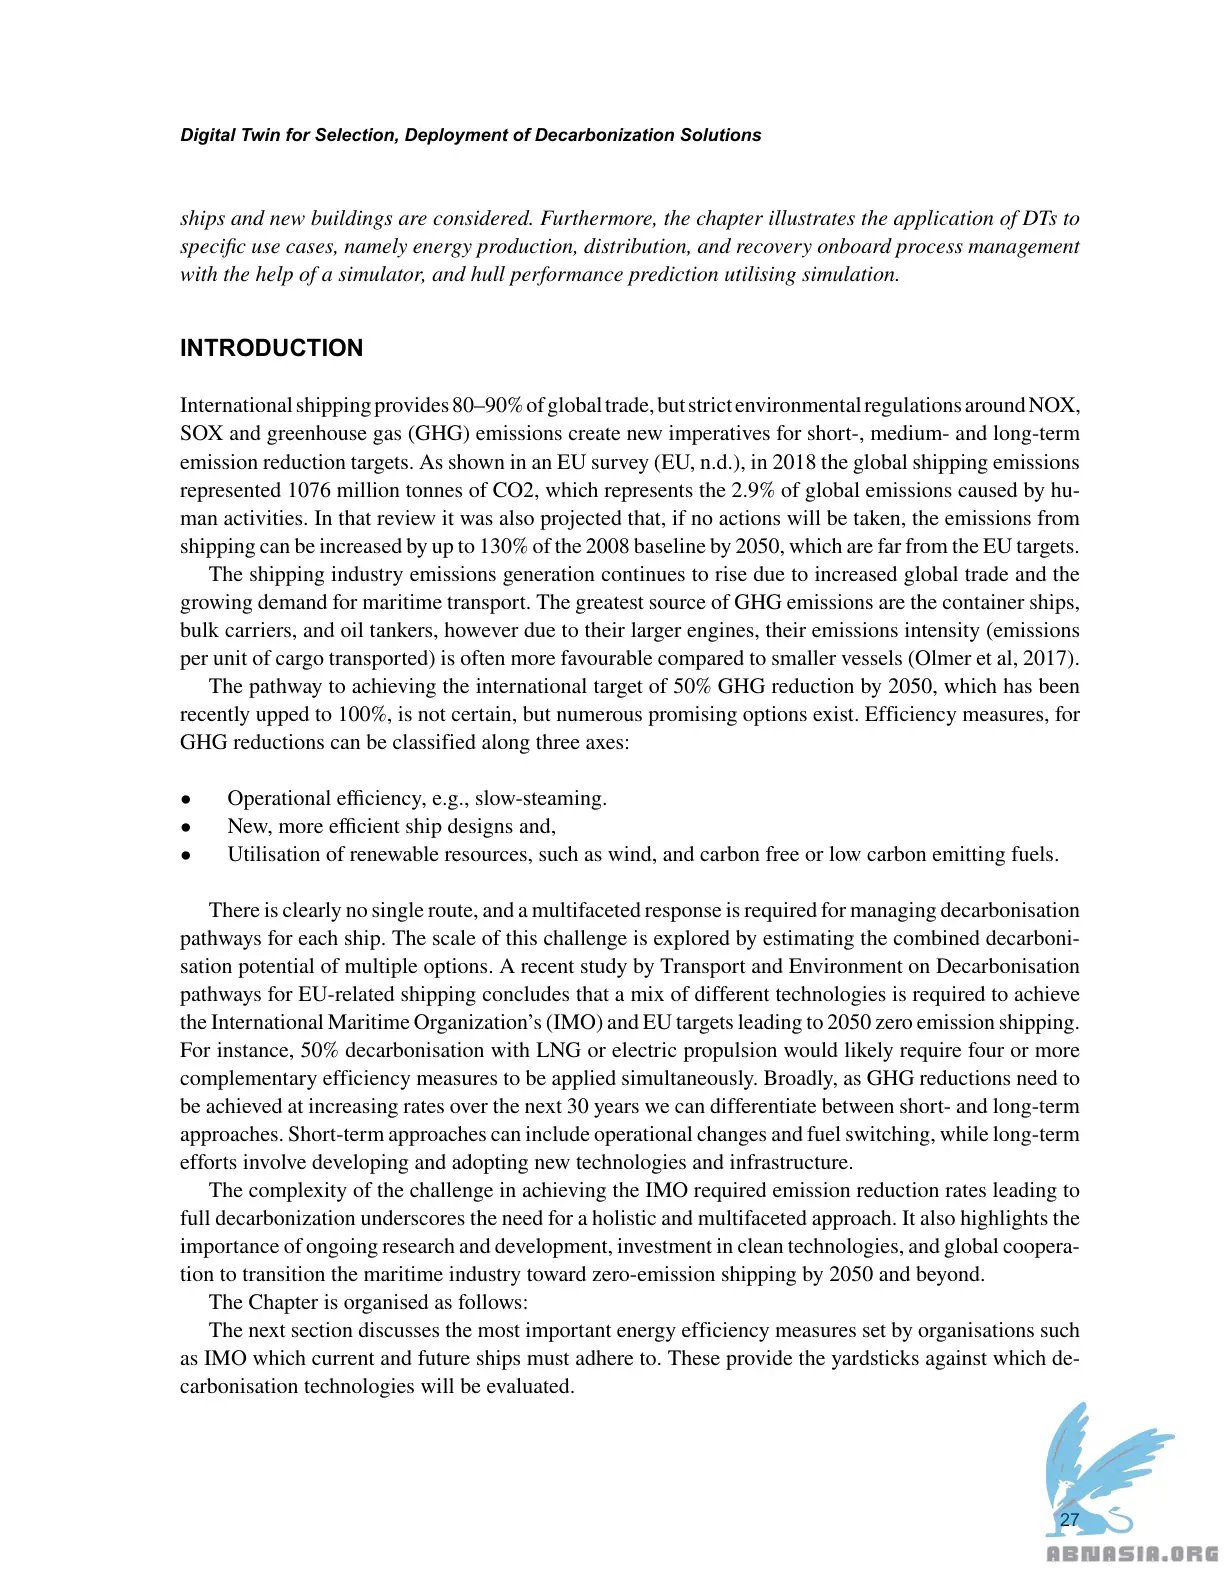 Digital Twin for Selection, Deployment of Decarbonization Solutions
ships and new buildings are considered. Furthermore, the chapter illustrates the application of DTs to
specific use cases, namely energy production, distribution, and recovery onboard process management
with the help of a simulator, and hull performance prediction utilising simulation.
INTRODUCTION
International shipping provides 80–90% of global trade, but strict environmental regulations around NOX,
SOX and greenhouse gas (GHG) emissions create new imperatives for short-, medium- and long-term
emission reduction targets. As shown in an EU survey (EU, n.d.), in 2018 the global shipping emissions
represented 1076 million tonnes of CO2, which represents the 2.9% of global emissions caused by hu-
man activities. In that review it was also projected that, if no actions will be taken, the emissions from
shipping can be increased by up to 130% of the 2008 baseline by 2050, which are far from the EU targets.
The shipping industry emissions generation continues to rise due to increased global trade and the
growing demand for maritime transport. The greatest source of GHG emissions are the container ships,
bulk carriers, and oil tankers, however due to their larger engines, their emissions intensity (emissions
per unit of cargo transported) is often more favourable compared to smaller vessels (Olmer et al, 2017).
The pathway to achieving the international target of 50% GHG reduction by 2050, which has been
recently upped to 100%, is not certain, but numerous promising options exist. Efficiency measures, for
GHG reductions can be classified along three axes:
● Operational efficiency, e.g., slow-steaming.
● New, more efficient ship designs and,
● Utilisation of renewable resources, such as wind, and carbon free or low carbon emitting fuels.
There is clearly no single route, and a multifaceted response is required for managing decarbonisation
pathways for each ship. The scale of this challenge is explored by estimating the combined decarboni-
sation potential of multiple options. A recent study by Transport and Environment on Decarbonisation
pathways for EU-related shipping concludes that a mix of different technologies is required to achieve
the International Maritime Organization’s (IMO) and EU targets leading to 2050 zero emission shipping.
For instance, 50% decarbonisation with LNG or electric propulsion would likely require four or more
complementary efficiency measures to be applied simultaneously. Broadly, as GHG reductions need to
be achieved at increasing rates over the next 30 years we can differentiate between short- and long-term
approaches. Short-term approaches can include operational changes and fuel switching, while long-term
efforts involve developing and adopting new technologies and infrastructure.
The complexity of the challenge in achieving the IMO required emission reduction rates leading to
full decarbonization underscores the need for a holistic and multifaceted approach. It also highlights the
importance of ongoing research and development, investment in clean technologies, and global coopera-
tion to transition the maritime industry toward zero-emission shipping by 2050 and beyond.
The Chapter is organised as follows:
The next section discusses the most important energy efficiency measures set by organisations such
as IMO which current and future ships must adhere to. These provide the yardsticks against which de-
carbonisation technologies will be evaluated.
27
ABNASIA.ORG